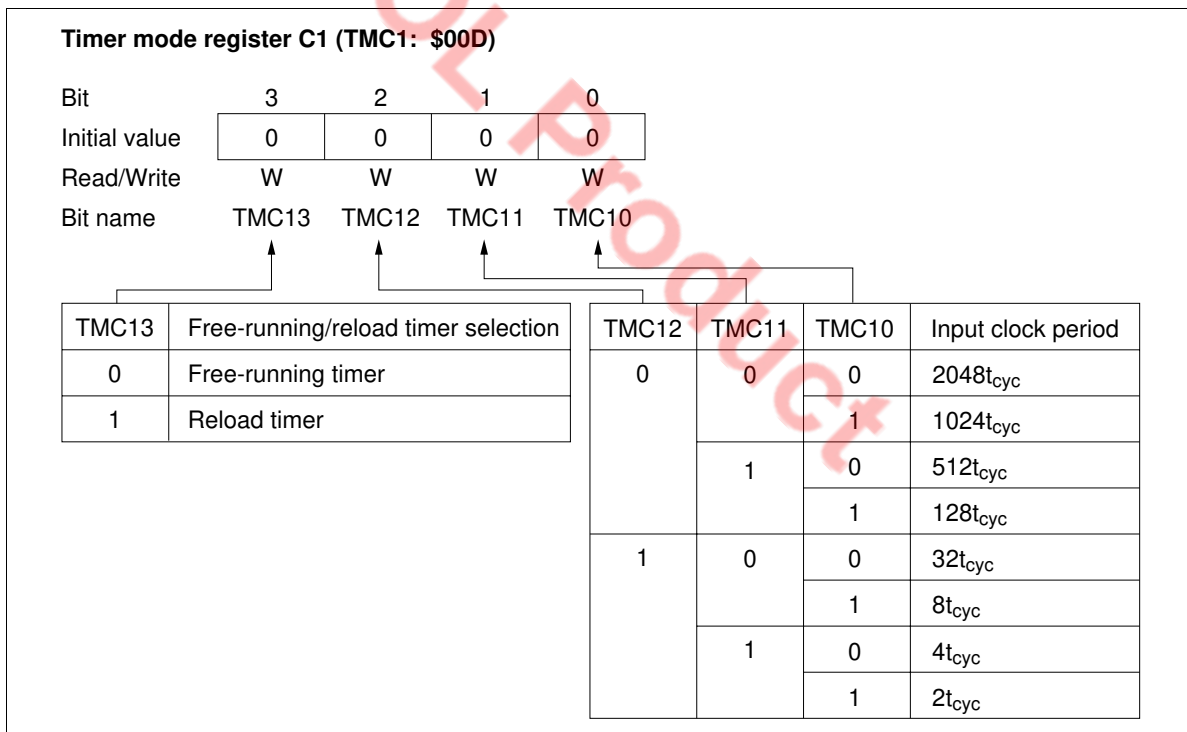 Timer mode register C1 (TMC1: $00D)
Bit 3 2 1 0
Initial value 0 0 0 0
Read/Write W W W W
Bit name TMC13 TMC12 TMC11 TMC10
TMC13 Free-running/reload timer selection
0 Free-running timer
1 Reload timer
TMC12 TMC11 TMC10 Input clock period
0 0 0 2048tcyc
1 1024tcyc
1 0 512tcyc
1 128tcyc
1 0 0 32tcyc
1 8tcyc
1 0 4tcyc
1 2tcyc
Product